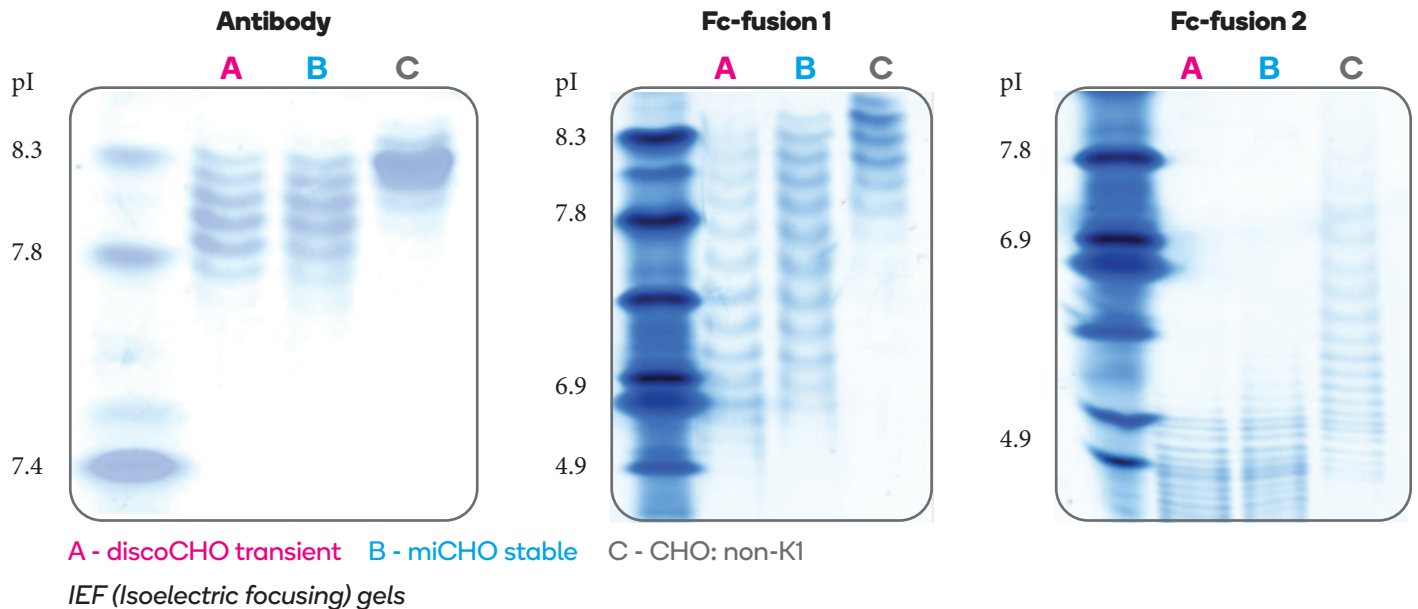 Antibody
Fc-fusion 1
Fc-fusion 2
A B C
A B C
A B C
pI
8.3
7.8
7.4
pI
8.3
7.8
6.9
4.9
pI
7.8
6.9
4.9
A - discoCHO transient B - miCHO stable C - CHO: non-K1
IEF (Isoelectric focusing) gels